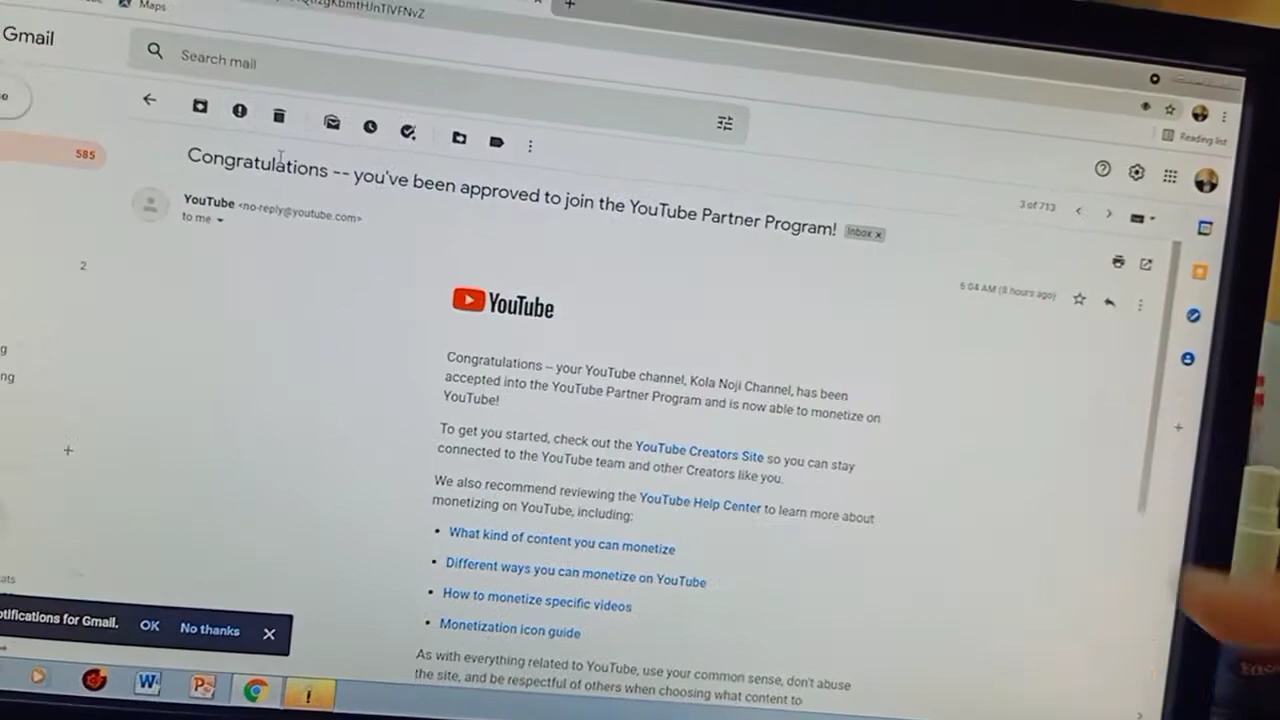 Maps
Gmail
Search mail
Reading list
585
Congratulations -- you've been approved to join the YouTube Partner Program! Inbox x
3 of 713
YouTube <no-reply@youtube.com>
to me
6:04 AM (8 hours ago)
2
YouTube
Congratulations – your YouTube channel, Kola Noji Channel, has been
accepted into the YouTube Partner Program and is now able to monetize on
YouTube!
To get you started, check out the YouTube Creators Site so you can stay
connected to the YouTube team and other Creators like you.
We also recommend reviewing the YouTube Help Center to learn more about
monetizing on YouTube, including:
• What kind of content you can monetize
• Different ways you can monetize on YouTube
• How to monetize specific videos
• Monetization icon guide
As with everything related to YouTube, use your common sense, don't abuse
the site, and be respectful of others when choosing what content to
otifications for Gmail. OK No thanks